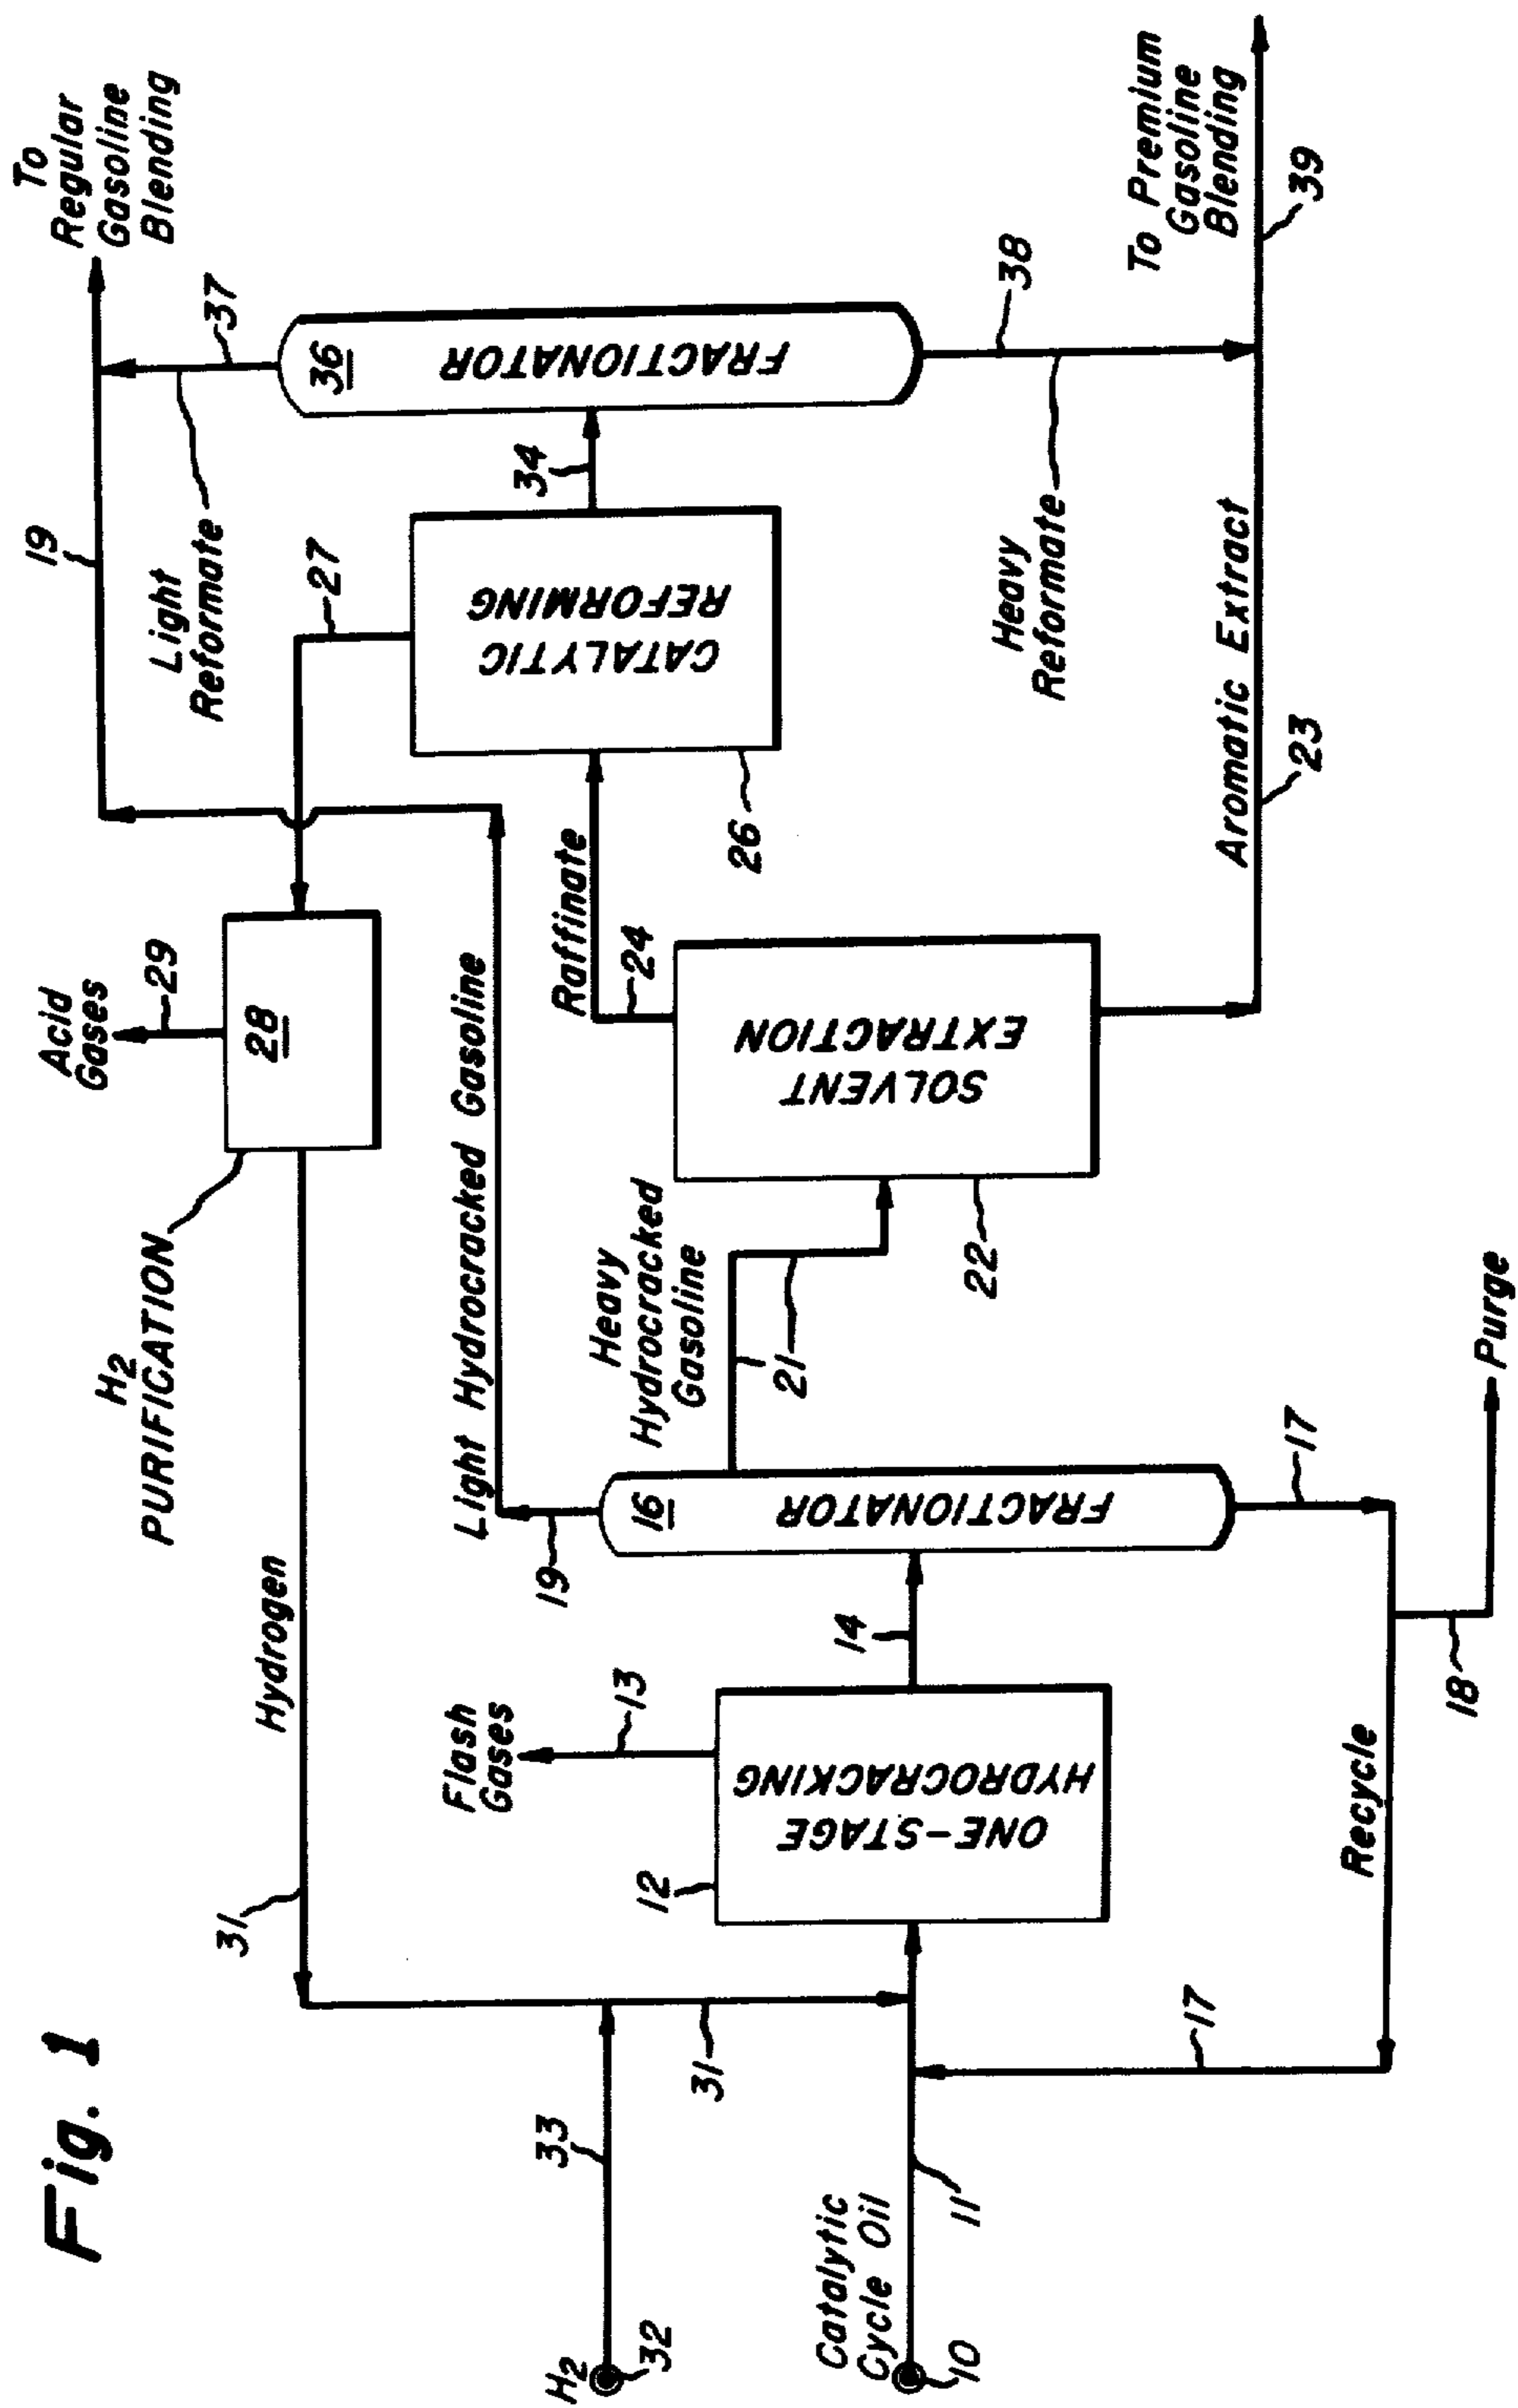 Fig. 1
To
Regular
Gasoline
Blending
19
37
Light
Reformate
27
36
FRACTIONATOR
34
CATALYTIC
REFORMING
26
38
Heavy
Reformate
To Premium
Gasoline
Blending
39
Aromatic Extract
23
Acid
Gases
29
28
H2
PURIFICATION
Light Hydrocracked Gasoline
Raffinate
24
SOLVENT
EXTRACTION
22
Heavy
Hydrocracked
Gasoline
21
19
16
FRACTIONATOR
17
Purge
18
Hydrogen
31
Flash
Gases
13
14
12
ONE-STAGE
HYDROCRACKING
Recycle
17
31
33
H2
32
Catalytic
Cycle Oil
11
10